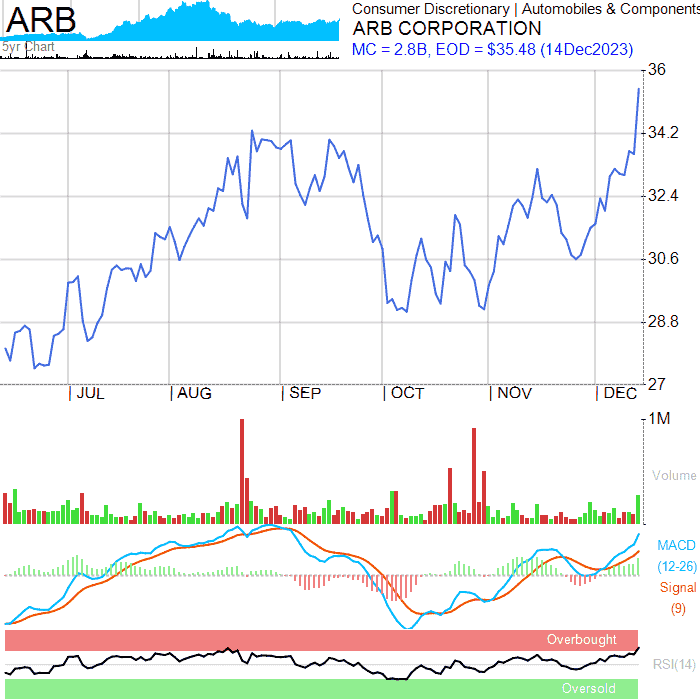 ARB
5yr Chart
Consumer Discretionary | Automobiles & Components
ARB CORPORATION
MC = 2.8B, EOD = $35.48 (14Dec2023)
36
34.2
32.4
30.6
28.8
27
JUL
AUG
SEP
OCT
NOV
DEC
1M
Volume
MACD
(12-26)
Signal
(9)
Overbought
RSI(14)
Oversold